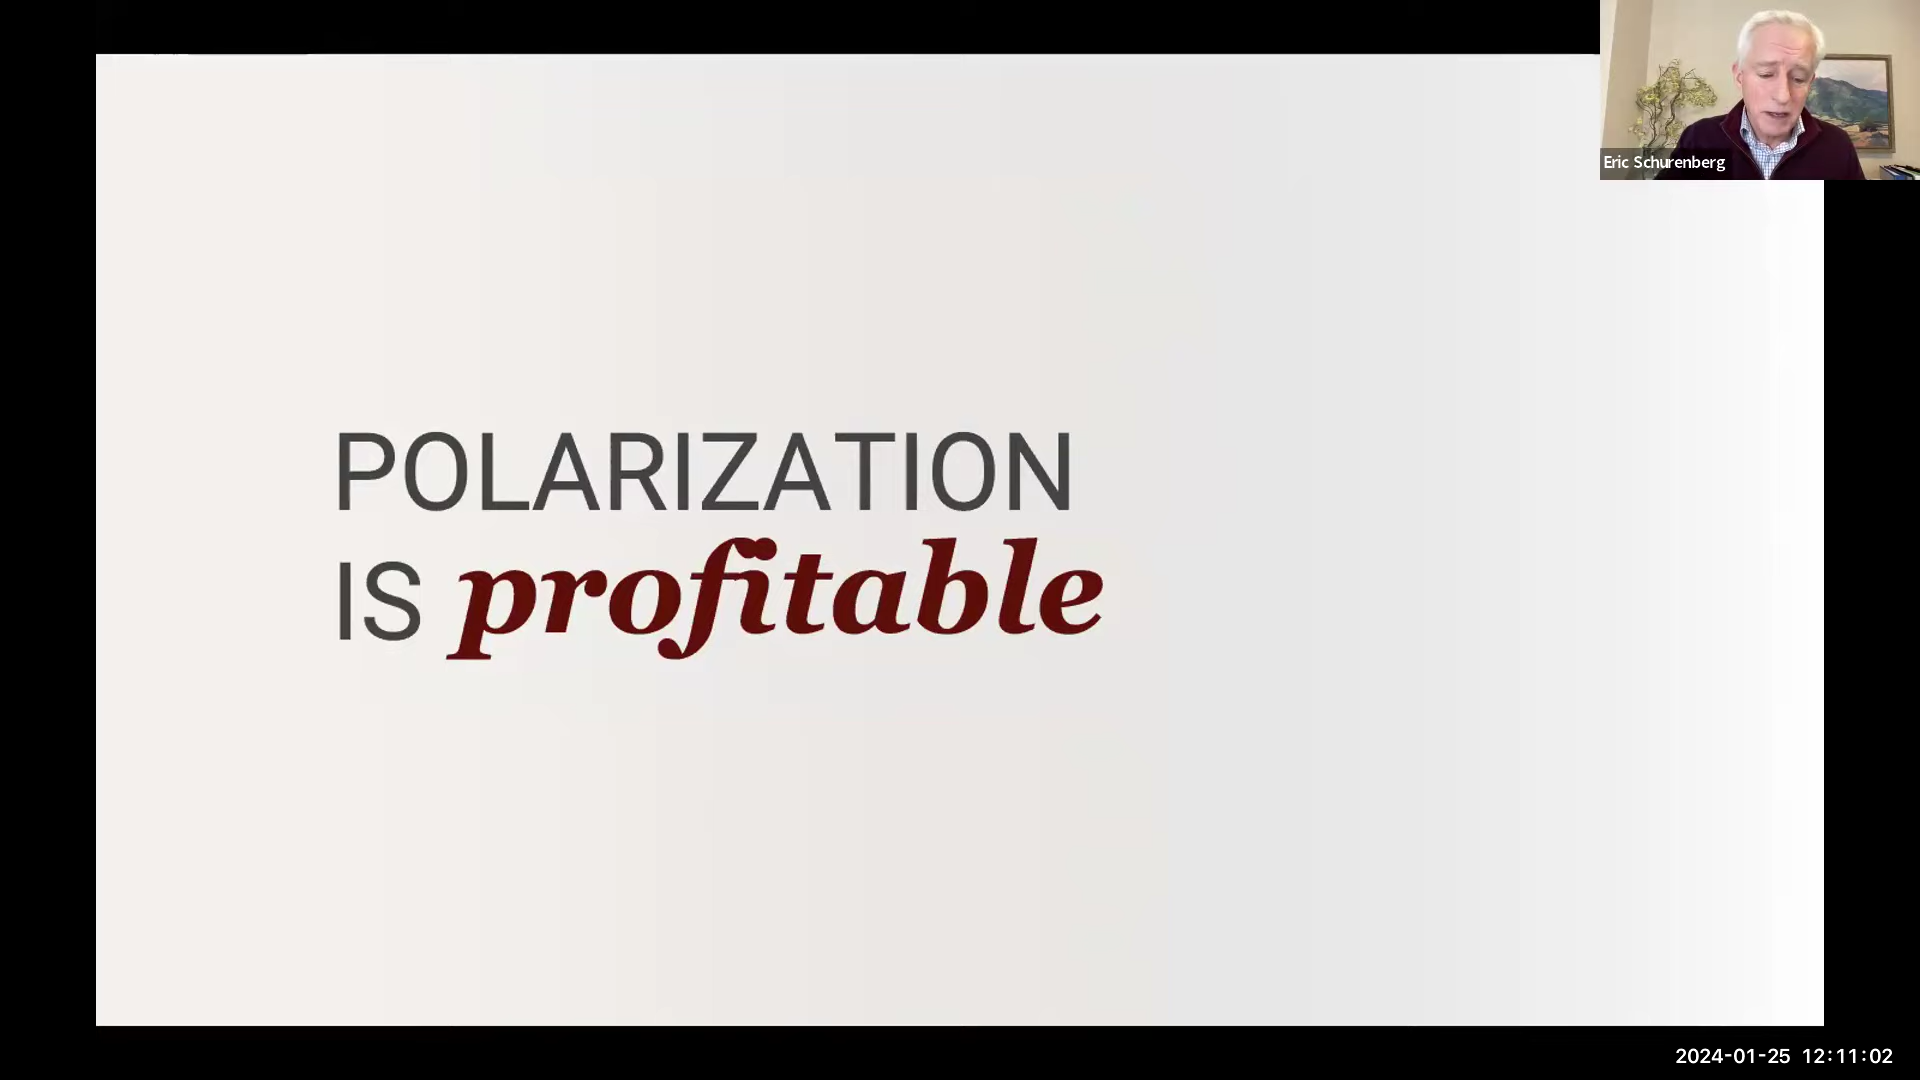 Eric Schurenberg
POLARIZATION
IS profitable
2024-01-25 12:11:02